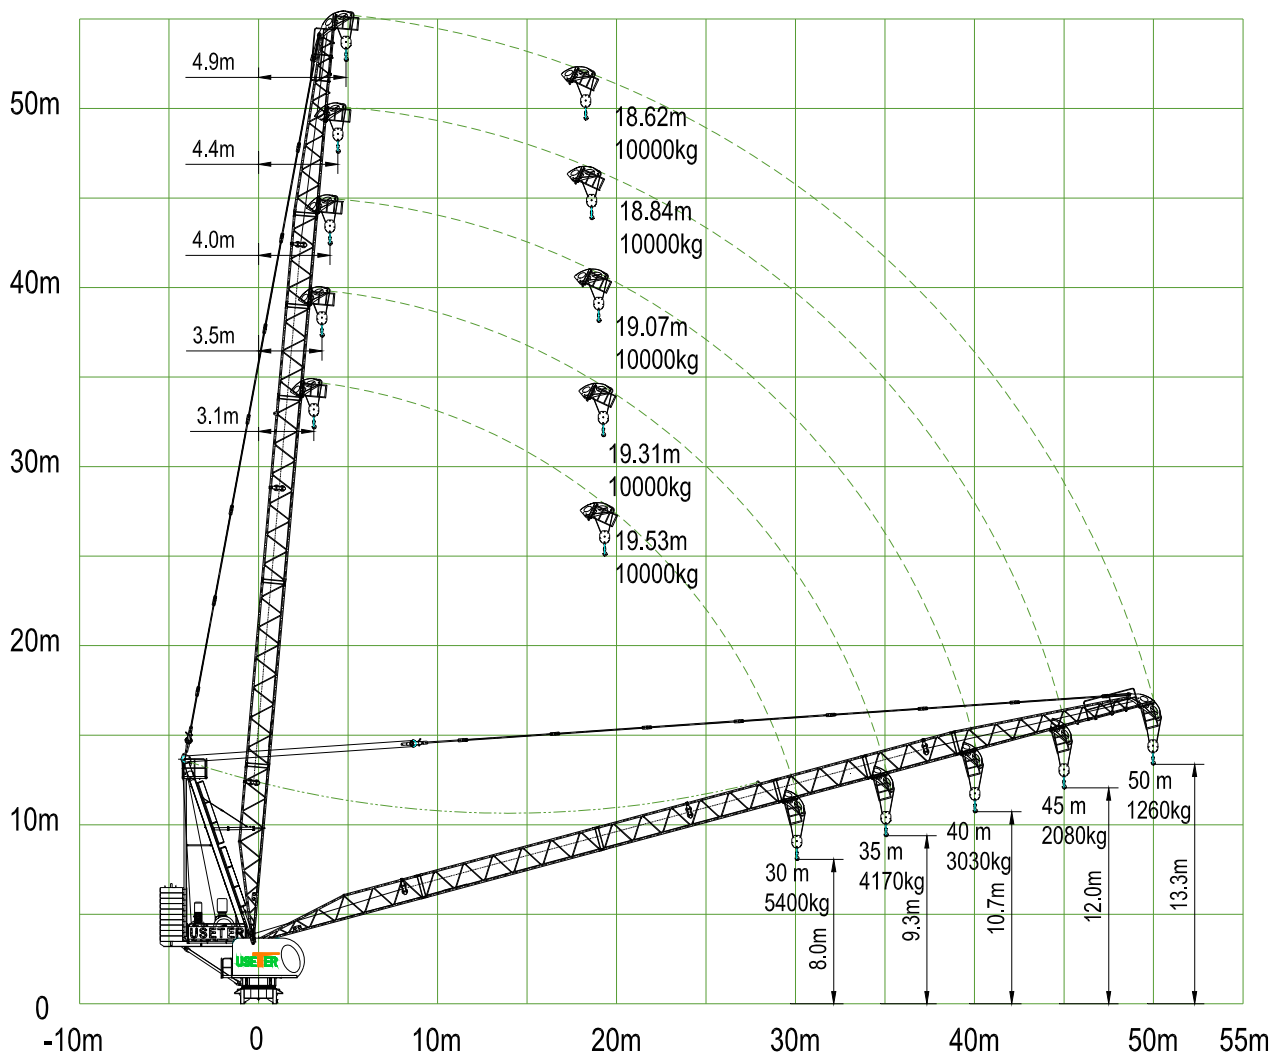 4.9m
50m
18.62m
10000kg
4.4m
18.84m
10000kg
4.0m
40m
19.07m
10000kg
3.5m
3.1m
30m
19.31m
10000kg
19.53m
10000kg
20m
10m
50 m
1260kg
45 m
2080kg
40 m
3030kg
35 m
4170kg
30 m
5400kg
8.0m
9.3m
10.7m
12.0m
13.3m
USETER
USETER
0
-10m
0
10m
20m
30m
40m
50m
55m